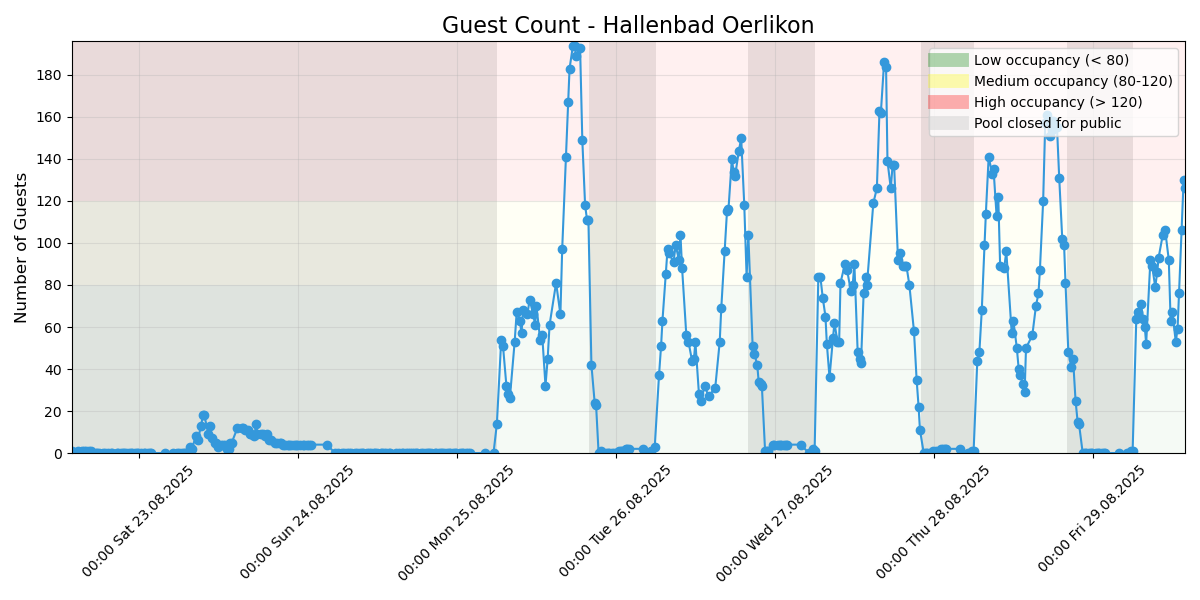 Guest Count - Hallenbad Oerlikon
Number of Guests
180
160
140
120
100
80
60
40
20
0
Low occupancy (< 80)
Medium occupancy (80-120)
High occupancy (> 120)
Pool closed for public
00:00 Sat 23.08.2025
00:00 Sun 24.08.2025
00:00 Mon 25.08.2025
00:00 Tue 26.08.2025
00:00 Wed 27.08.2025
00:00 Thu 28.08.2025
00:00 Fri 29.08.2025